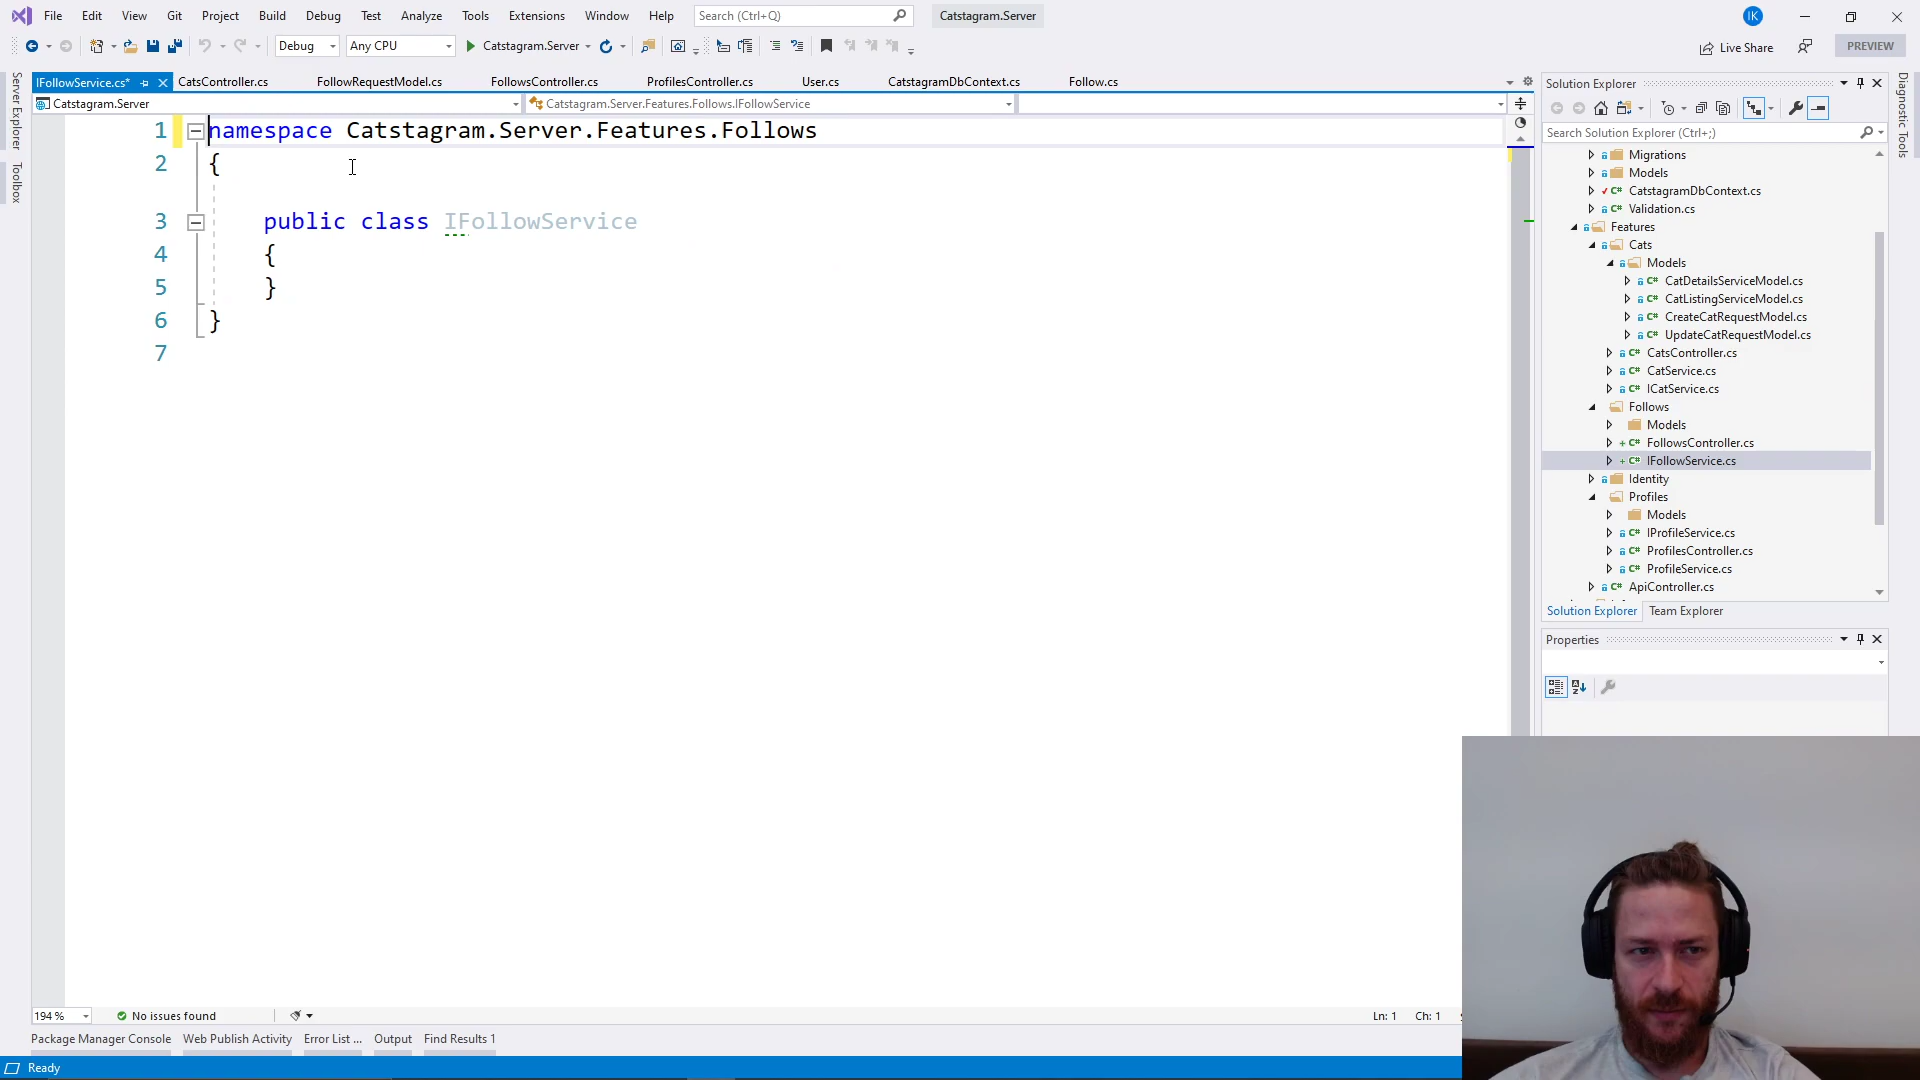 File Edit View Git Project Build Debug Test Analyze Tools Extensions Window Help Search (Ctrl+Q) Catstagram.Server IK
Debug Any CPU Catstagram.Server Live Share PREVIEW
IFollowService.cs* CatsController.cs FollowRequestModel.cs FollowsController.cs ProfilesController.cs User.cs CatstagramDbContext.cs Follow.cs
Catstagram.Server Catstagram.Server.Features.Follows.IFollowService
Server Explorer
Toolbox
1 namespace Catstagram.Server.Features.Follows
2 {
3 public class IFollowService
4 {
5 }
6 }
7
194 % No issues found Ln: 1 Ch: 1
Package Manager Console Web Publish Activity Error List ... Output Find Results 1
Ready
Solution Explorer
Search Solution Explorer (Ctrl+;)
Migrations
Models
C# CatstagramDbContext.cs
C# Validation.cs
Features
Cats
Models
C# CatDetailsServiceModel.cs
C# CatListingServiceModel.cs
C# CreateCatRequestModel.cs
C# UpdateCatRequestModel.cs
C# CatsController.cs
C# CatService.cs
C# ICatService.cs
Follows
Models
+ C# FollowsController.cs
+ C# IFollowService.cs
Identity
Profiles
Models
C# IProfileService.cs
C# ProfilesController.cs
C# ProfileService.cs
C# ApiController.cs
Solution Explorer Team Explorer
Properties
Diagnostic Tools